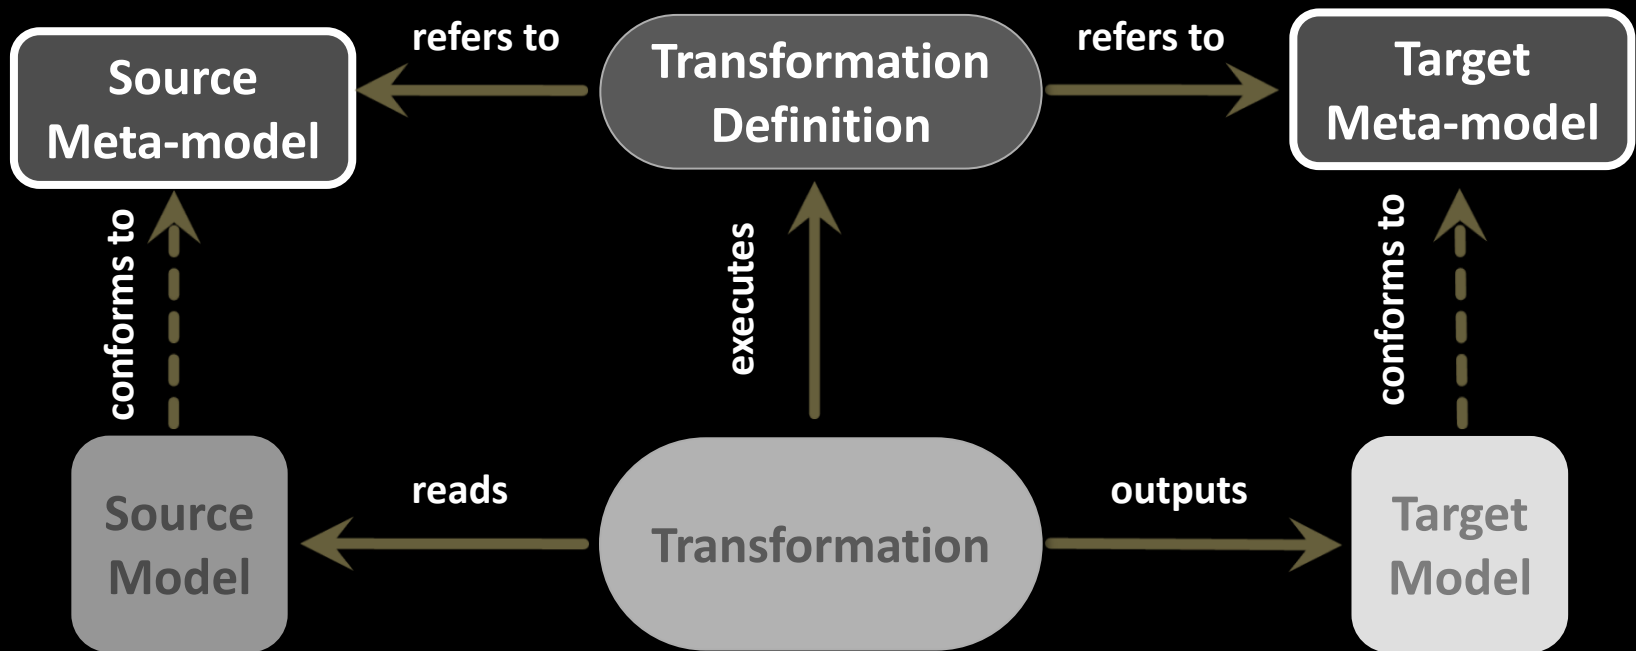 refers to
refers to
Source
Meta-model
Transformation
Definition
Target
Meta-model
conforms to
executes
conforms to
reads
outputs
Source
Model
Transformation
Target
Model